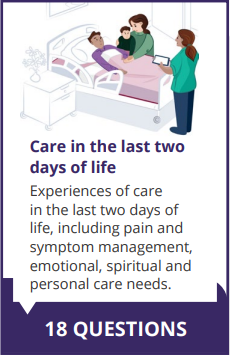 Care in the last two
days of life
Experiences of care
in the last two days of
life, including pain and
symptom management,
emotional, spiritual and
personal care needs.
18 QUESTIONS